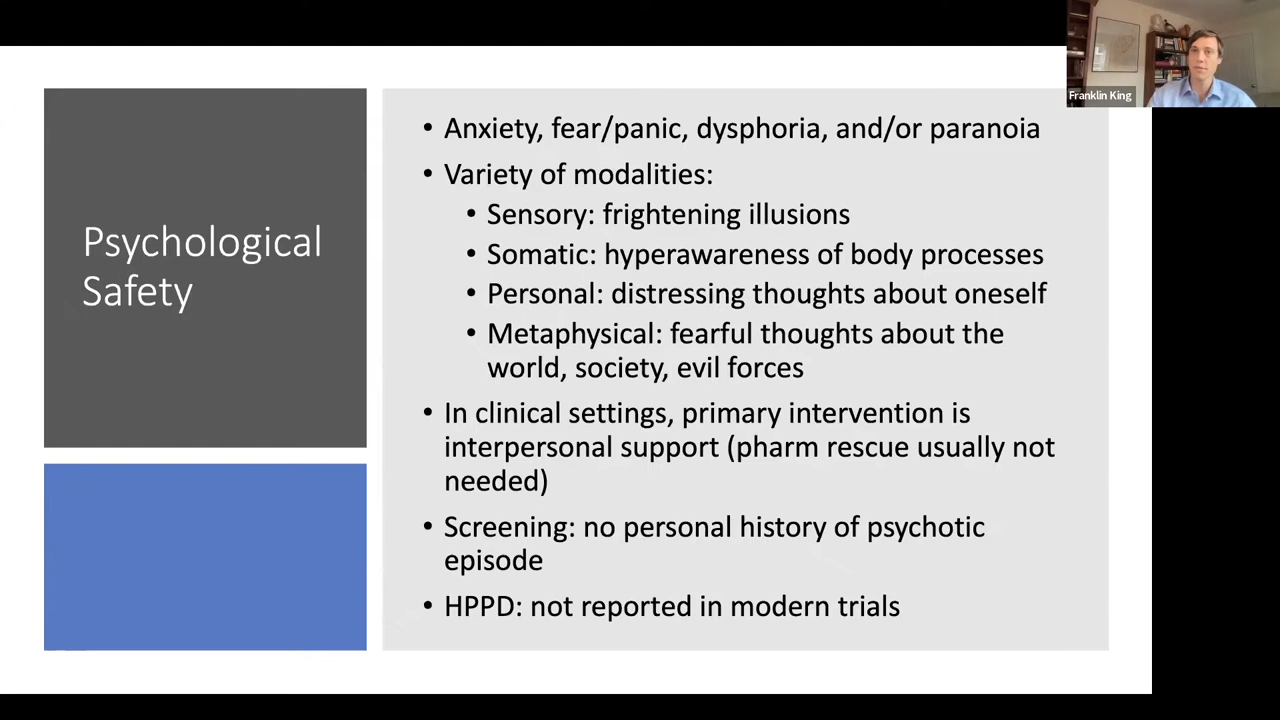 Franklin King
Psychological
Safety
• Anxiety, fear/panic, dysphoria, and/or paranoia
• Variety of modalities:
• Sensory: frightening illusions
• Somatic: hyperawareness of body processes
• Personal: distressing thoughts about oneself
• Metaphysical: fearful thoughts about the
world, society, evil forces
• In clinical settings, primary intervention is
interpersonal support (pharm rescue usually not
needed)
• Screening: no personal history of psychotic
episode
• HPPD: not reported in modern trials